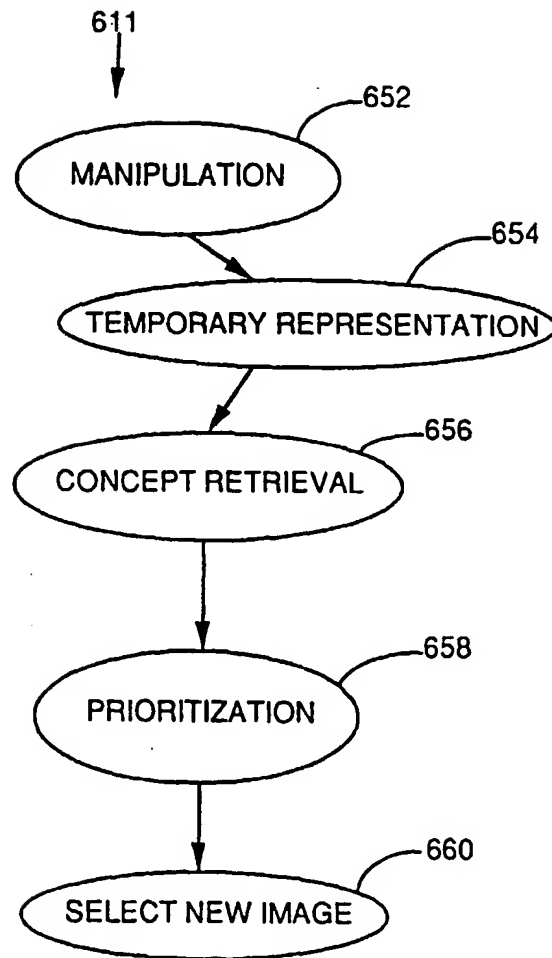 611
652
MANIPULATION
654
TEMPORARY REPRESENTATION
656
CONCEPT RETRIEVAL
658
PRIORITIZATION
660
SELECT NEW IMAGE